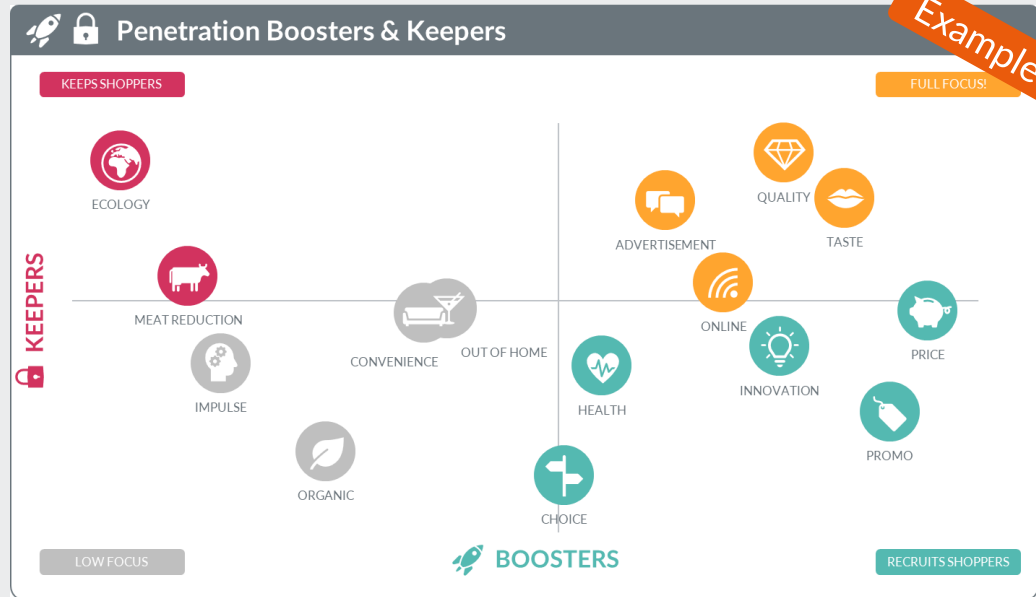 Penetration Boosters & Keepers
Example
KEEPS SHOPPERS
FULL FOCUS!
ECOLOGY
QUALITY
ADVERTISEMENT
TASTE
KEEPERS
MEAT REDUCTION
ONLINE
CONVENIENCE
OUT OF HOME
PRICE
IMPULSE
HEALTH
INNOVATION
PROMO
ORGANIC
CHOICE
LOW FOCUS
BOOSTERS
RECRUITS SHOPPERS